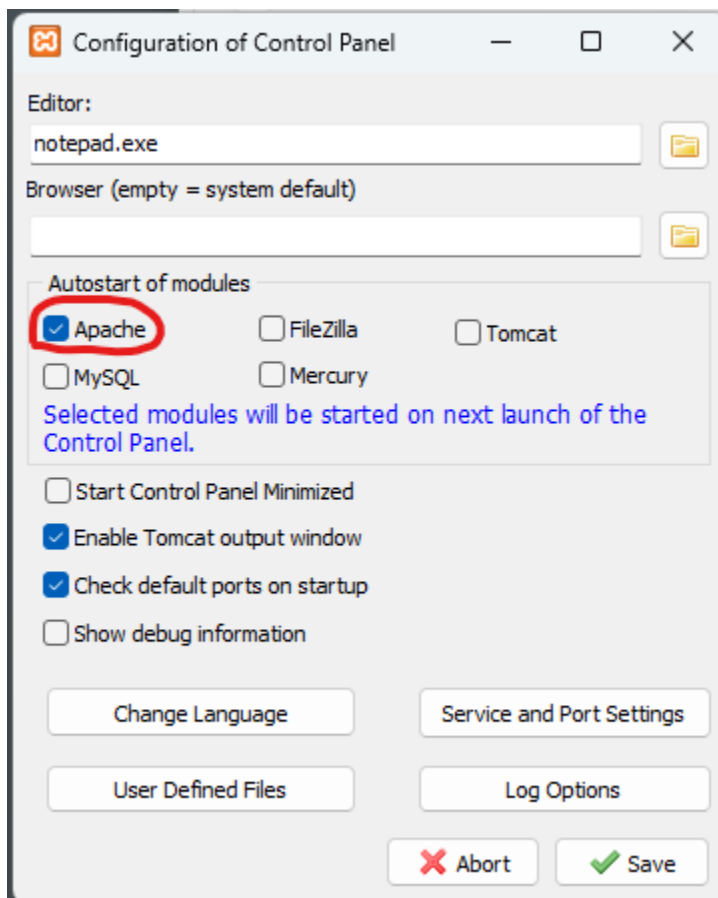 Configuration of Control Panel
Editor:
notepad.exe
Browser (empty = system default)
Autostart of modules
Apache FileZilla Tomcat
MySQL Mercury
Selected modules will be started on next launch of the
Control Panel.
Start Control Panel Minimized
Enable Tomcat output window
Check default ports on startup
Show debug information
Change Language Service and Port Settings
User Defined Files Log Options
Abort Save